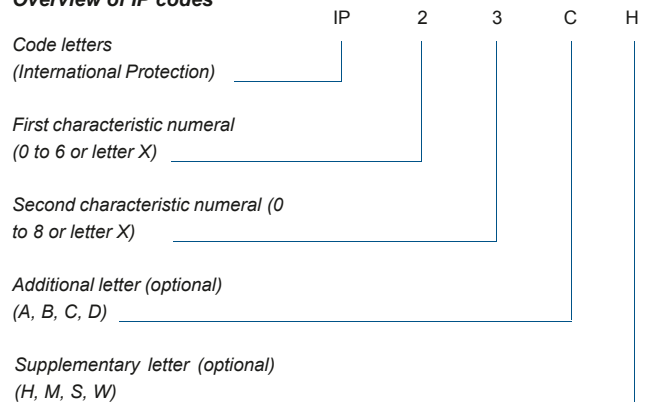 Overview of IP codes
IP 2 3 C H
Code letters
(International Protection)
First characteristic numeral
(0 to 6 or letter X)
Second characteristic numeral (0
to 8 or letter X)
Additional letter (optional)
(A, B, C, D)
Supplementary letter (optional)
(H, M, S, W)